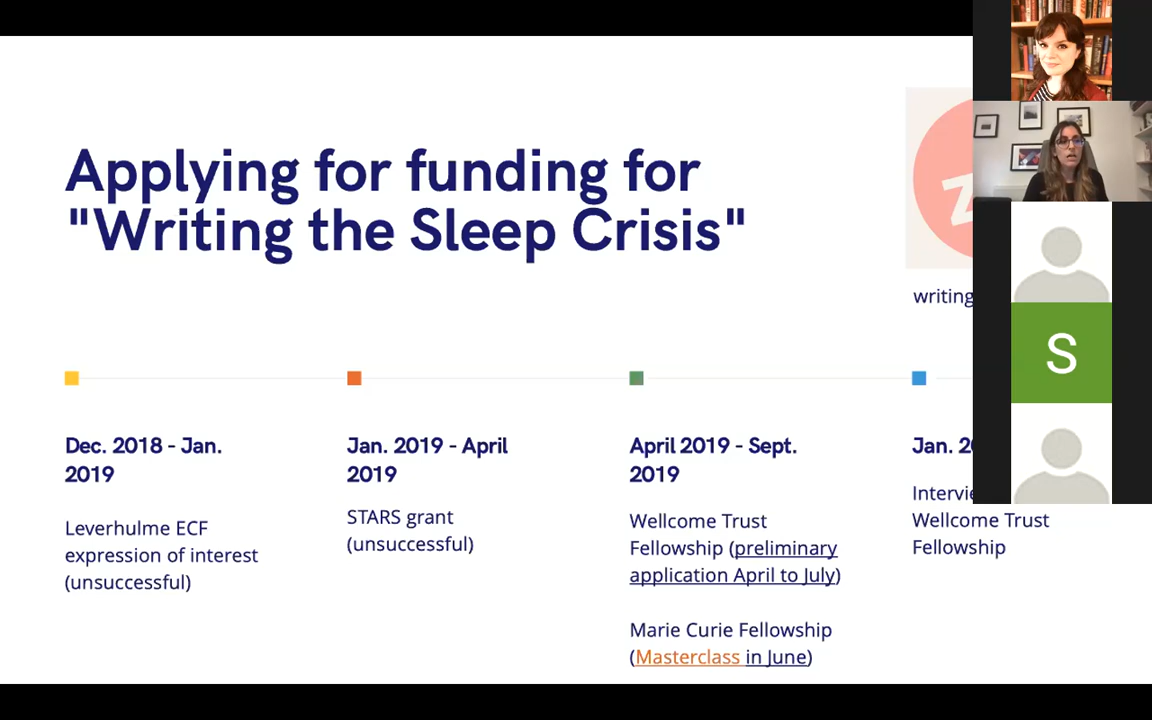 Applying for funding for
"Writing the Sleep Crisis"
writing
S
Dec. 2018 - Jan.
2019
Leverhulme ECF
expression of interest
(unsuccessful)
Jan. 2019 - April
2019
STARS grant
(unsuccessful)
April 2019 - Sept.
2019
Wellcome Trust
Fellowship (preliminary
application April to July)
Marie Curie Fellowship
(Masterclass in June)
Jan.
Wellcome Trust
Fellowship